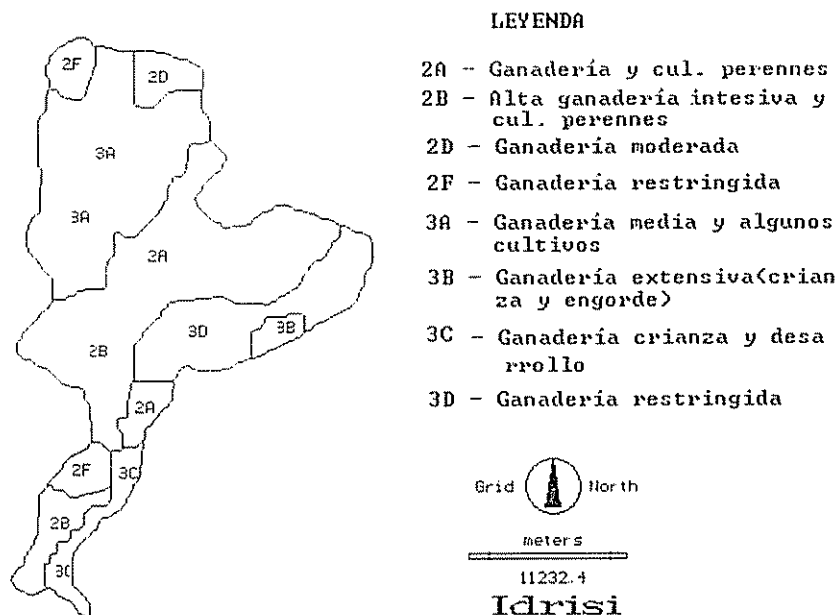 LEYENDA
2A - Ganadería y cul. perennes
2B - Alta ganadería intesiva y
cul. perennes
2D - Ganadería moderada
2F - Ganadería restringida
3A - Ganadería media y algunos
cultivos
3B - Ganadería extensiva(crian
za y engorde)
3C - Ganadería crianza y desa
rrollo
3D - Ganadería restringida
2F
2D
3A
3A
2A
3B
3D
2B
2A
2F
3C
2B
3C
Grid North
meters
11232.4
Idrisi